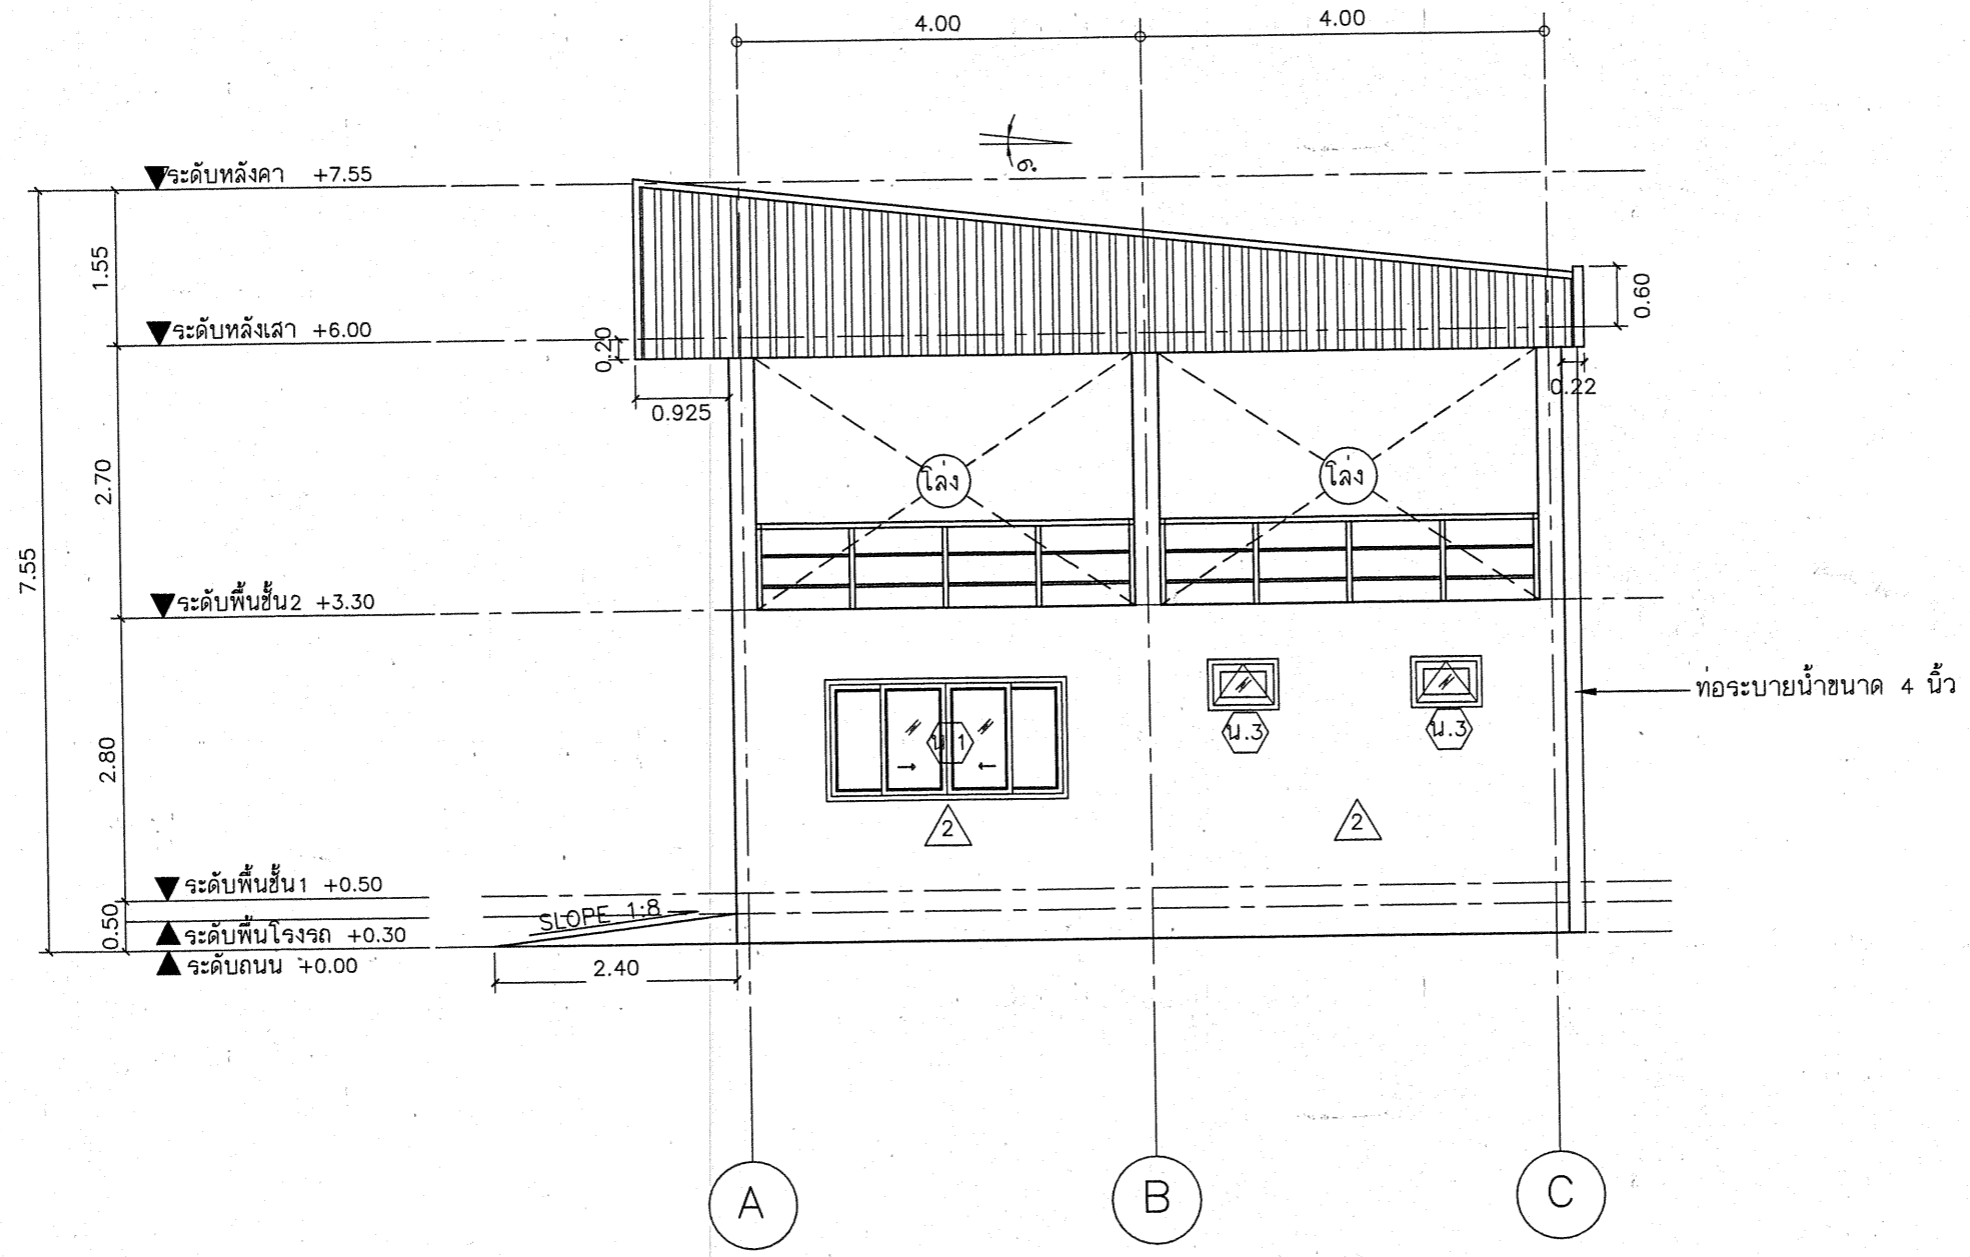 4.00 4.00
6°
ระดับหลังคา +7.55
1.55
0.60
ระดับหลังเสา +6.00
0.20
0.22
0.925
2.70
โล่ง โล่ง
7.55
ระดับพื้นชั้น2 +3.30
ท่อระบายน้ำขนาด 4 นิ้ว
น.3 น.3
น.1
2.80
2 2
ระดับพื้นชั้น1 +0.50
SLOPE 1:8
0.50
ระดับพื้นโรงรถ +0.30
ระดับถนน +0.00
2.40
A B C